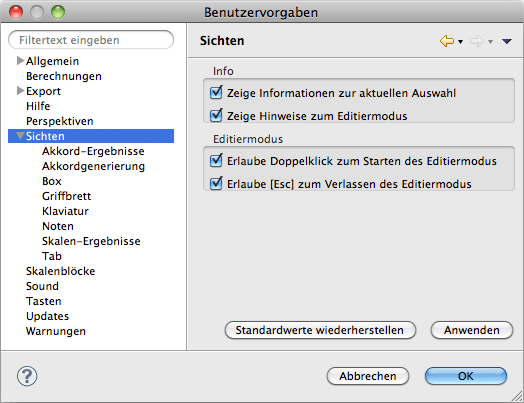 Benutzervorgaben
Filtertext eingeben
Allgemein
Berechnungen
Export
Hilfe
Perspektiven
Sichten
Akkord-Ergebnisse
Akkordgenerierung
Box
Griffbrett
Klaviatur
Noten
Skalen-Ergebnisse
Tab
Skalenblöcke
Sound
Tasten
Updates
Warnungen
Sichten
Info
Zeige Informationen zur aktuellen Auswahl
Zeige Hinweise zum Editiermodus
Editiermodus
Erlaube Doppelklick zum Starten des Editiermodus
Erlaube [Esc] zum Verlassen des Editiermodus
Standardwerte wiederherstellen
Anwenden
?
Abbrechen
OK